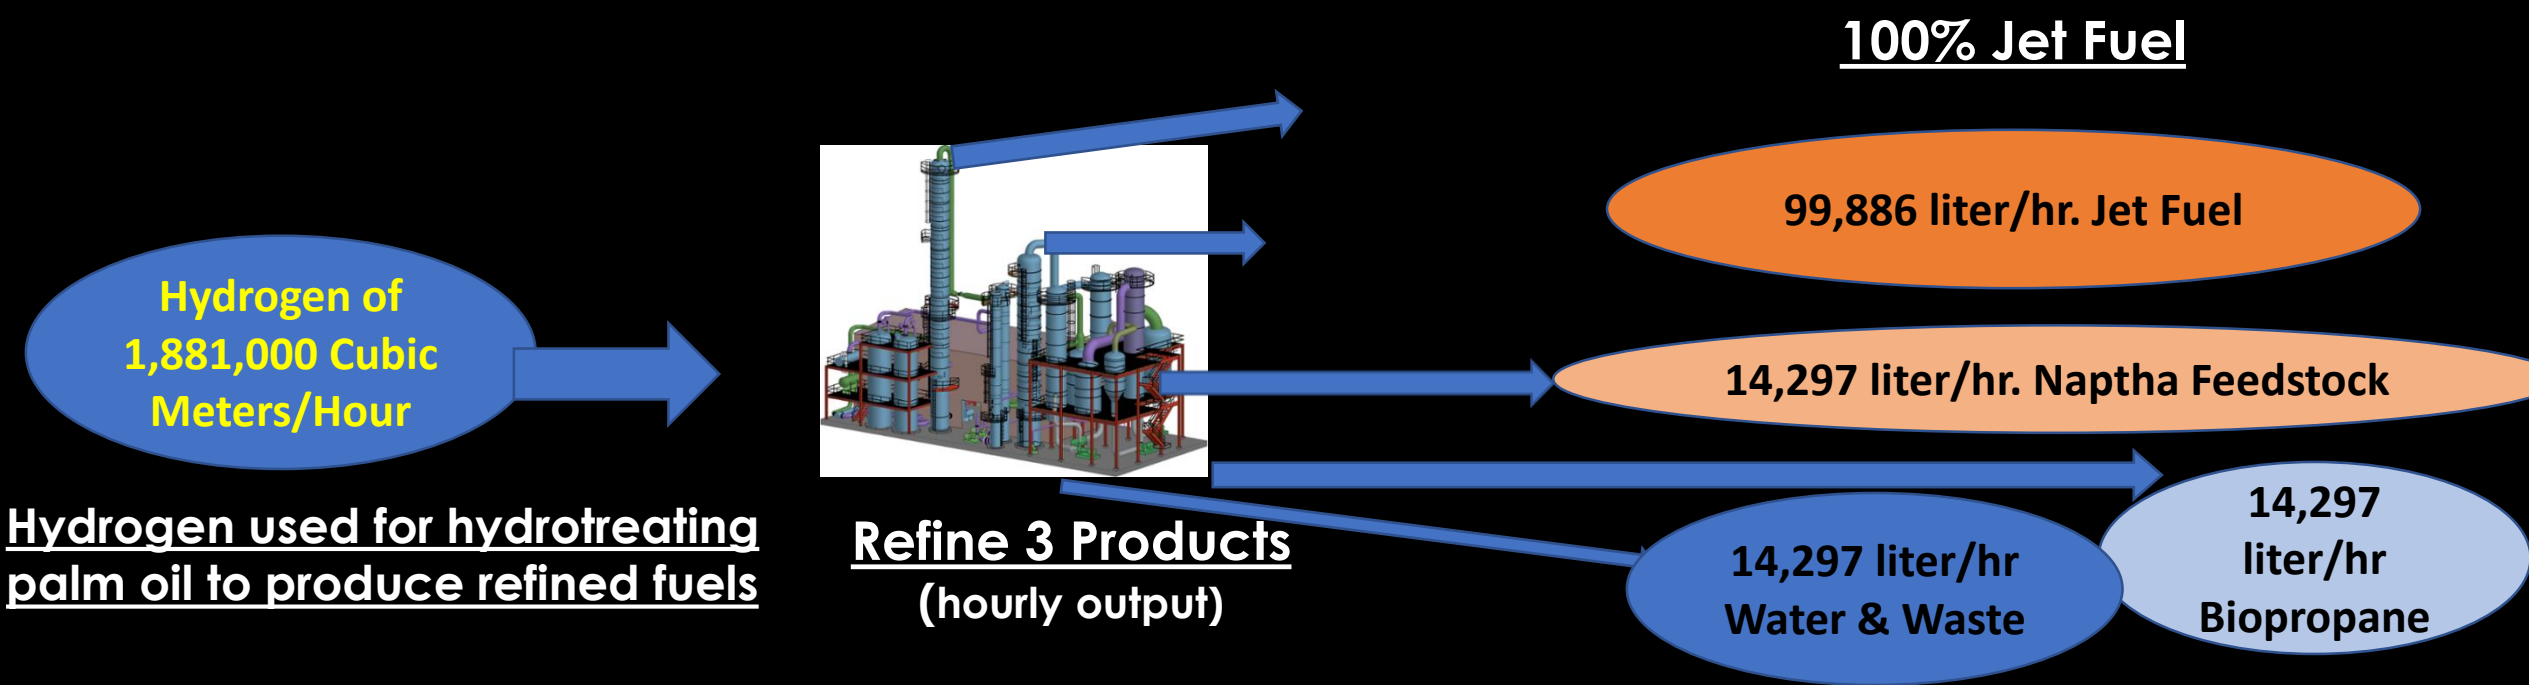 100% Jet Fuel
99,886 liter/hr. Jet Fuel
Hydrogen of
1,881,000 Cubic
Meters/Hour
14,297 liter/hr. Naptha Feedstock
Hydrogen used for hydrotreating
palm oil to produce refined fuels
Refine 3 Products
(hourly output)
14,297 liter/hr
Water & Waste
14,297
liter/hr
Biopropane